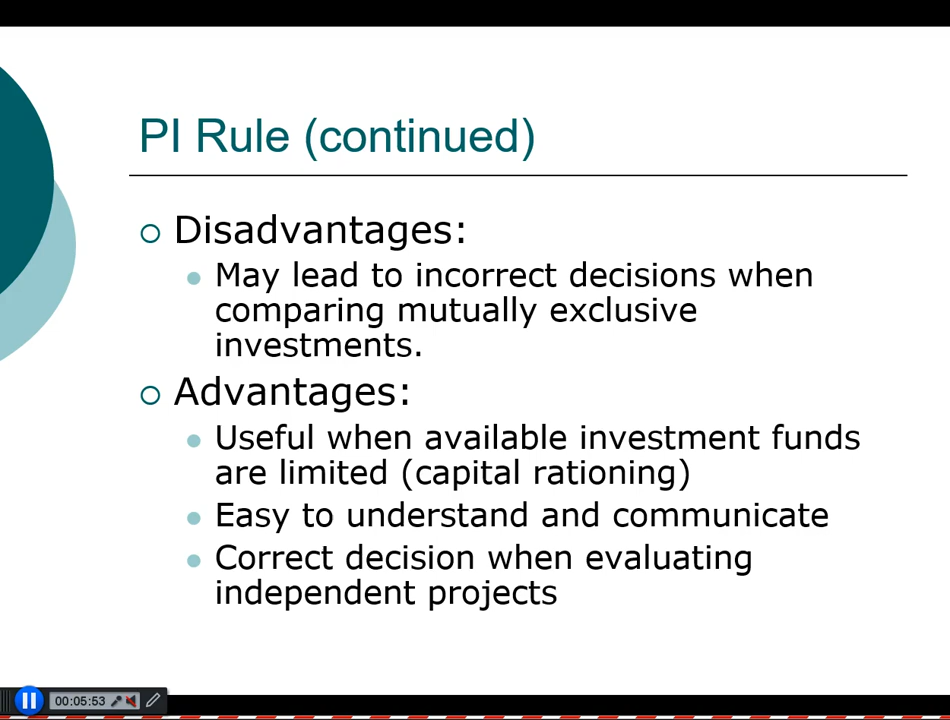 PI Rule (continued)
Disadvantages:
May lead to incorrect decisions when
comparing mutually exclusive
investments.
Advantages:
Useful when available investment funds
are limited (capital rationing)
Easy to understand and communicate
Correct decision when evaluating
independent projects
00:05:53